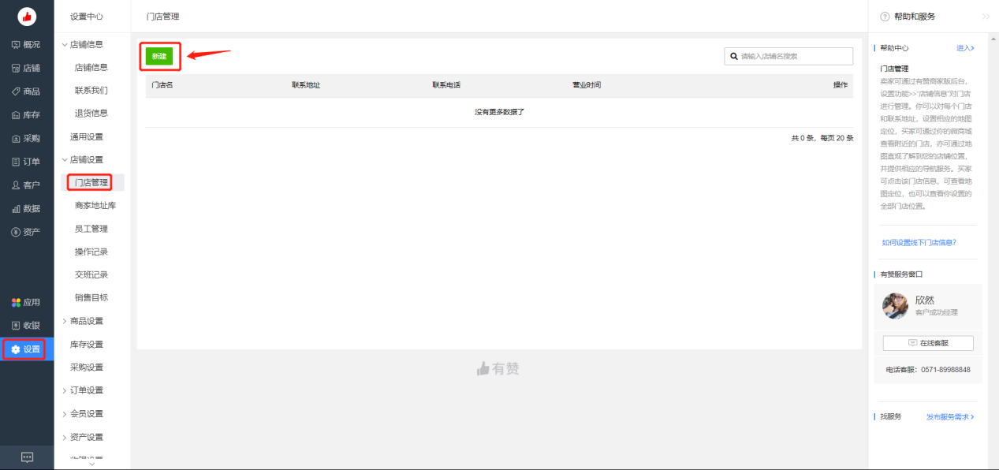 概况
店铺
商品
库存
采购
订单
客户
数据
资产
应用
收银
设置
设置中心
店铺信息
店铺信息
联系我们
退货信息
通用设置
店铺设置
门店管理
商家地址库
员工管理
操作记录
交班记录
销售目标
商品设置
库存设置
采购设置
订单设置
会员设置
资产设置
门店管理
新建
请输入店铺名搜索
门店名 联系地址 联系电话 营业时间 操作
没有更多数据了
共 0 条，每页 20 条
有赞
帮助和服务
帮助中心 进入
门店管理
卖家可通过有赞商家版后台，
设置功能>>"店铺信息"对门店
进行管理。你可以对每个门店
和联系地址，设置相应的地图
定位，买家可通过你的微商城
查看附近的门店，亦可通过地
图直观了解到您的店铺位置，
并提供相应的导航服务。买家
可点击该门店信息，可查看地
图定位，也可以查看你设置的
全部门店位置。
如何设置线下门店信息?
有赞服务窗口
欣然
客户成功经理
在线客服
电话客服：0571-89988848
找服务 发布服务需求